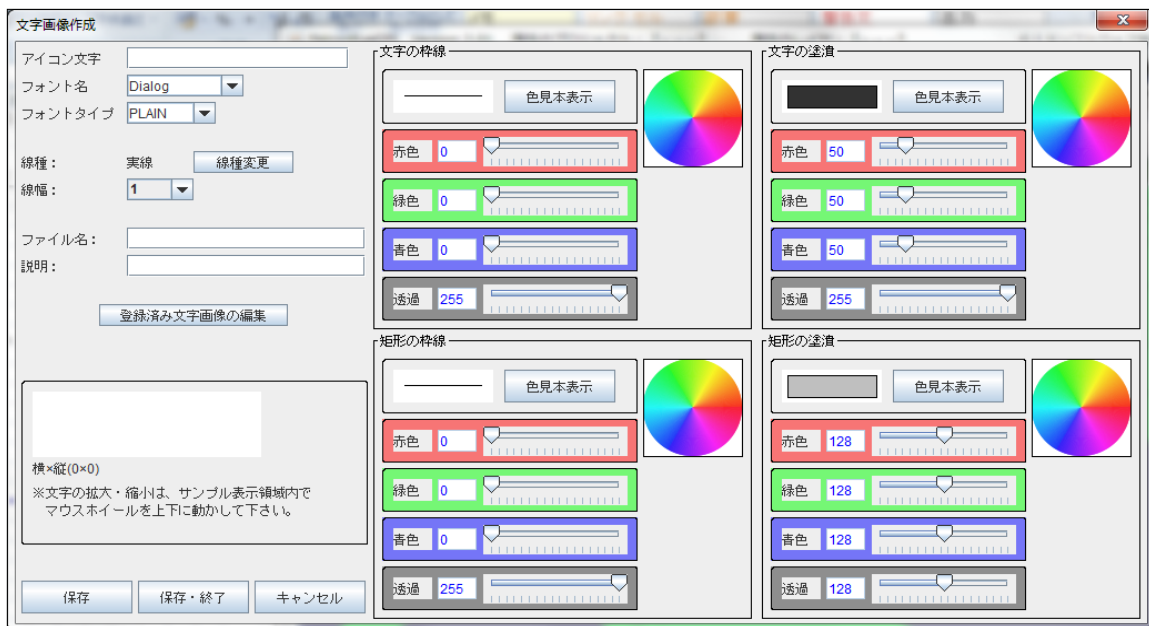 文字画像作成
アイコン文字
フォント名 Dialog
フォントタイプ PLAIN
線種： 実線 線種変更
線幅： 1
ファイル名：
説明：
登録済み文字画像の編集
横×縦(0×0)
※文字の拡大・縮小は、サンプル表示領域内で
マウスホイールを上下に動かして下さい。
保存 保存・終了 キャンセル
文字の枠線
色見本表示
赤色 0
緑色 0
青色 0
透過 255
文字の塗潰
色見本表示
赤色 50
緑色 50
青色 50
透過 255
矩形の枠線
色見本表示
赤色 0
緑色 0
青色 0
透過 255
矩形の塗潰
色見本表示
赤色 128
緑色 128
青色 128
透過 128